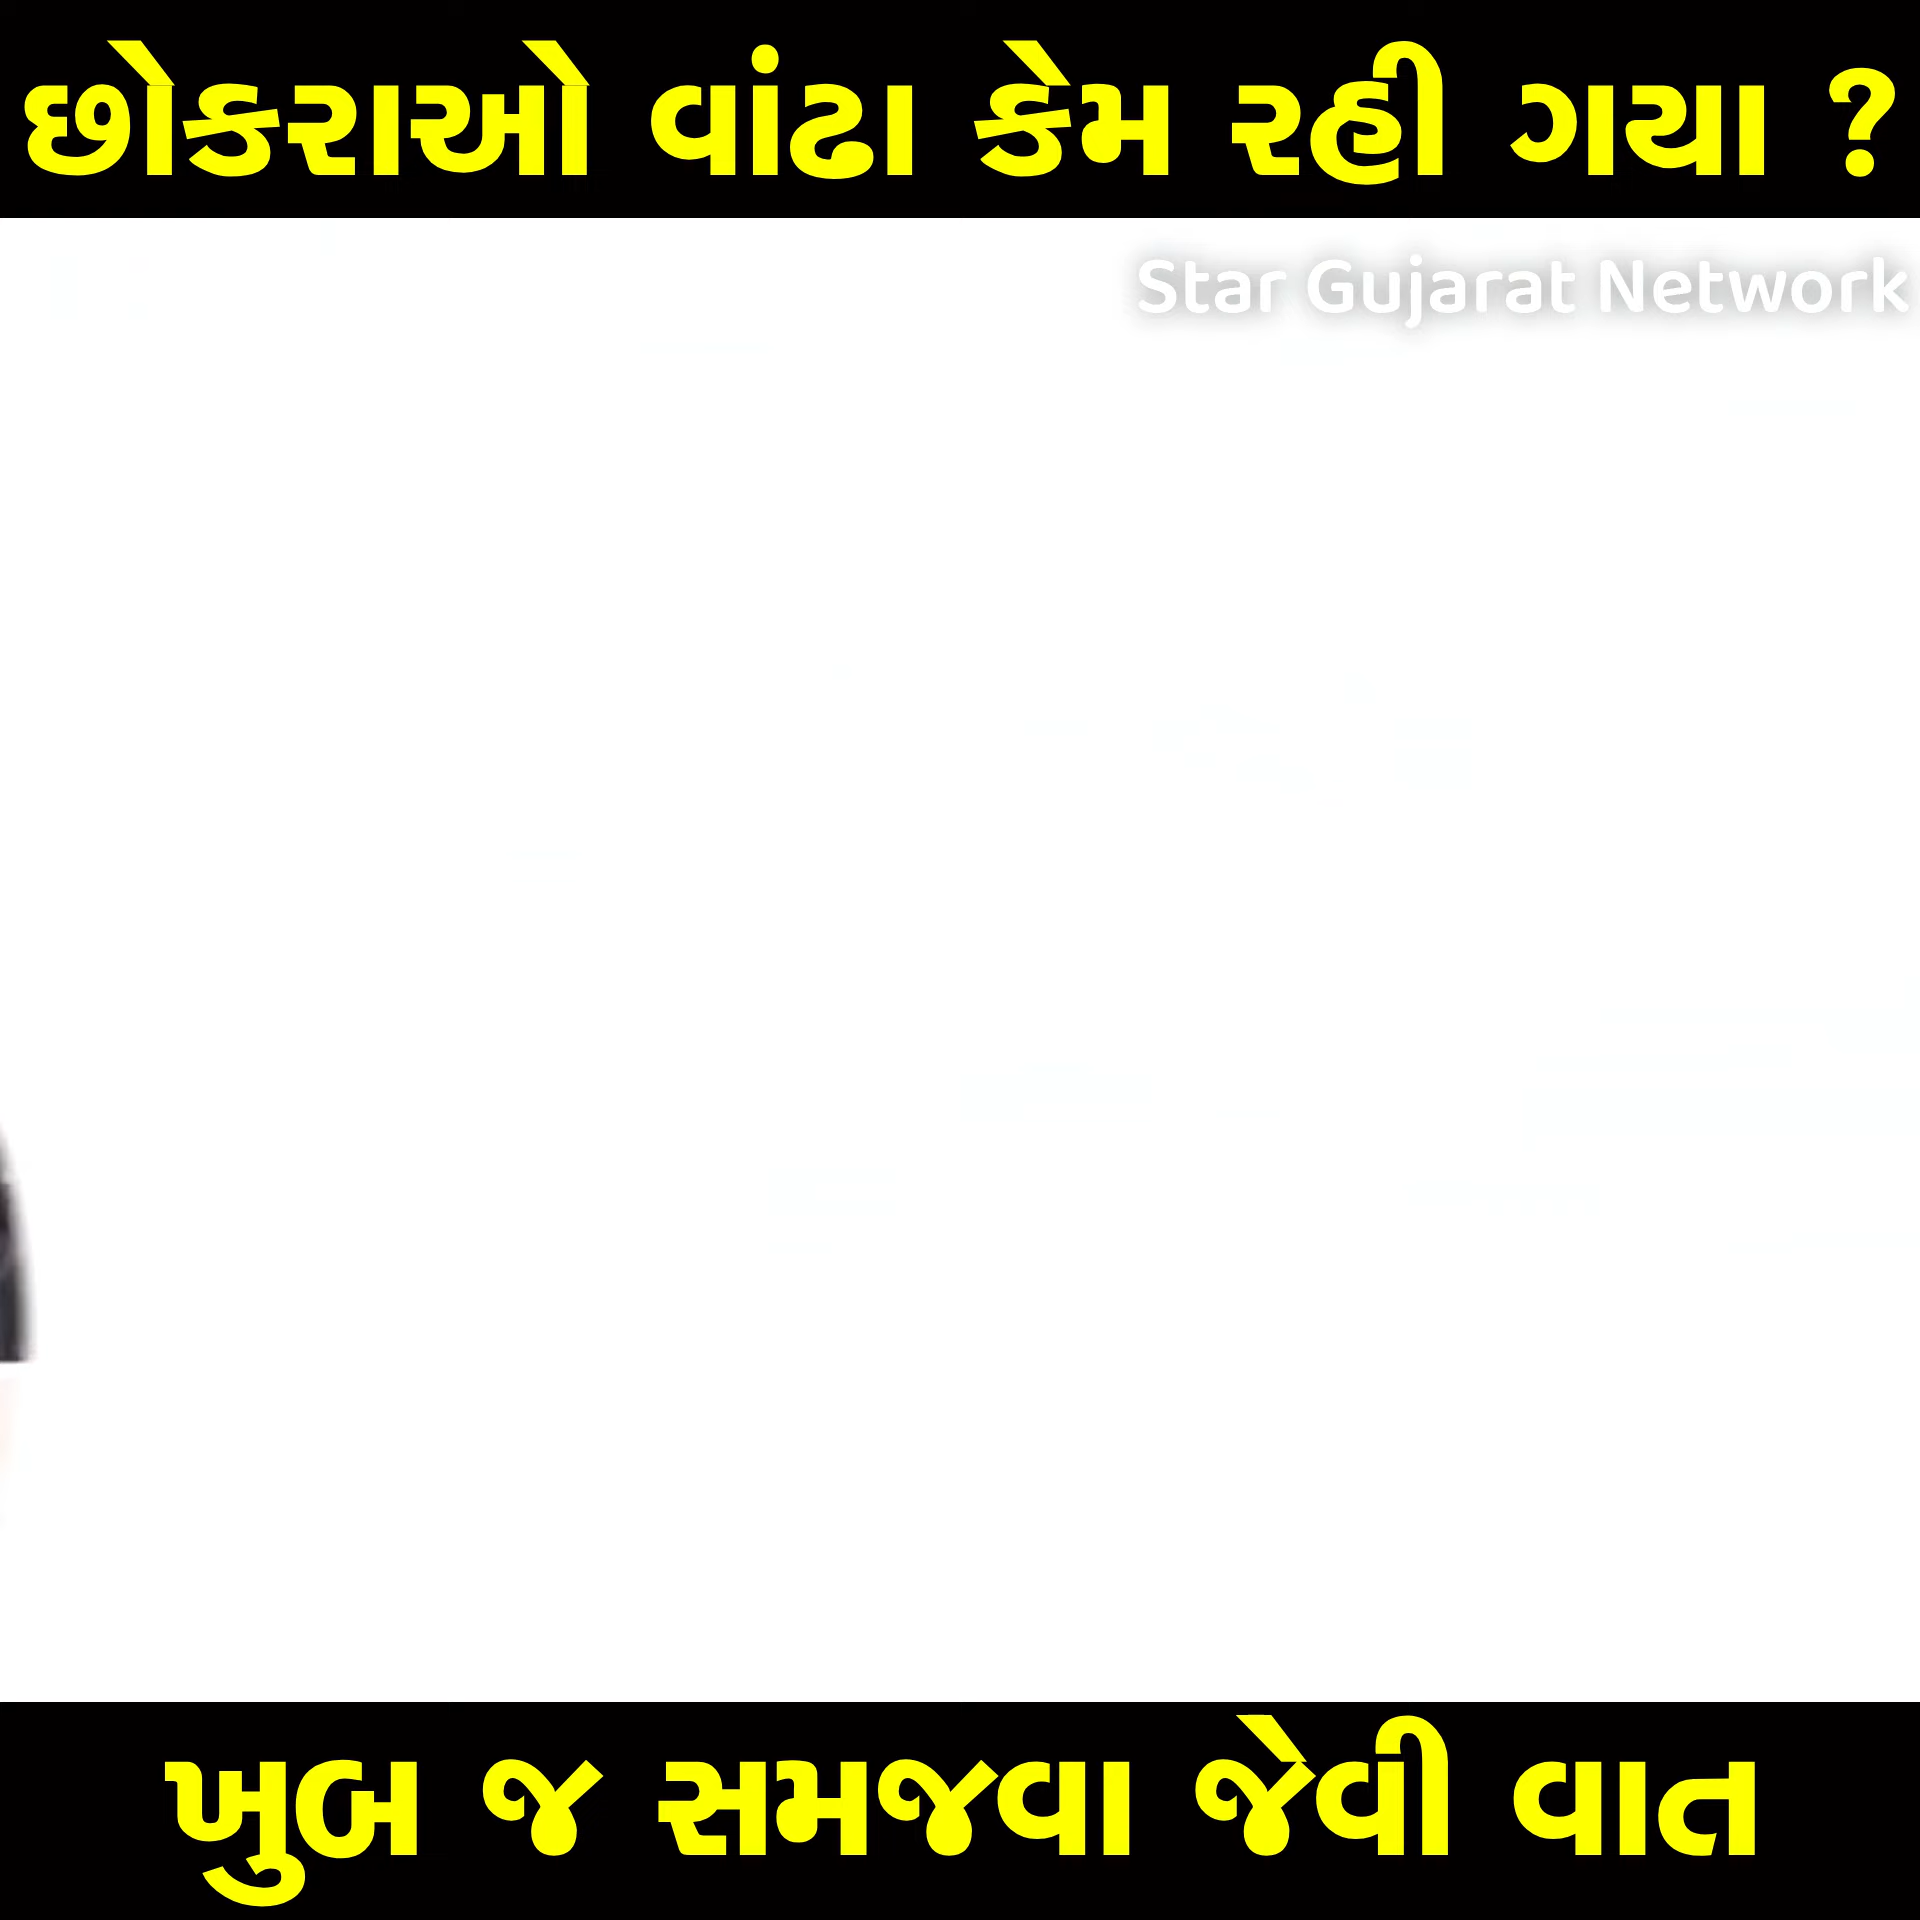 છોકરાઓ વાંઢા કેમ રહી ગયા ?
Star Gujarat Network
ખુબ જ સમજવા જેવી વાત